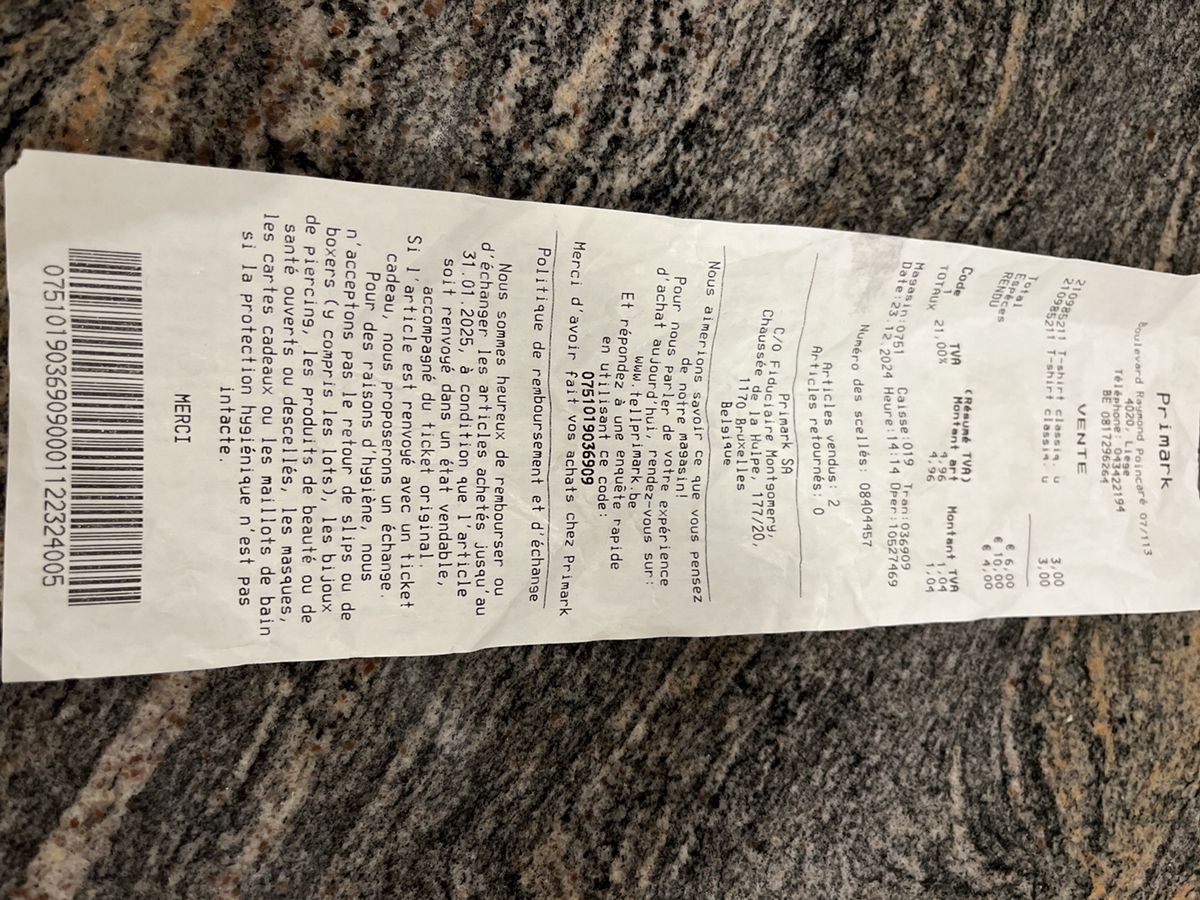 Primark
Boulevard Raymond Poincaré 07/113
4020, Liege
Téléphone: 043422194
BE 0817296264
VENTE
210985211 T-shirt classiq. u 3,00
210985211 T-shirt classiq. u 3,00
Total € 6,00
Espèces € 10,00
RENDU € 4,00
(Résumé TVA)
Code TVA Montant art Montant TVA
1 21,00% 4,96 1,04
TOTAUX 4,96 1,04
Magasin:0751 Caisse:019 Tran:036909
Date:23.12.2024 Heure:14:14 Oper:10527469
Numéro des scellés: 08404457
Articles vendus: 2
Articles retournés: 0
Primark SA
C/O Fiduciaire Montgomery,
Chaussée de la Hulpe, 177/20,
1170 Bruxelles
Belgique
Nous aimerions savoir ce que vous pensez
de notre magasin!
Pour nous parler de votre expérience
d'achat aujourd'hui, rendez-vous sur:
www.tellprimark.be
Et répondez à une enquête rapide
en utilisant ce code:
0751019036909
Merci d'avoir fait vos achats chez Primark
Politique de remboursement et d'échange
Nous sommes heureux de rembourser ou
d'échanger les articles achetés jusqu'au
31.01.2025, à condition que l'article
soit renvoyé dans un état vendable,
accompagné du ticket original.
Si l'article est renvoyé avec un ticket
cadeau, nous proposerons un échange.
Pour des raisons d'hygiène, nous
n'acceptons pas le retour de slips ou de
boxers (y compris les lots), les bijoux
de piercing, les produits de beauté ou de
santé ouverts ou descellés, les masques,
les cartes cadeaux ou les maillots de bain
si la protection hygiénique n'est pas
intacte.
MERCI
07510190369090001122324005